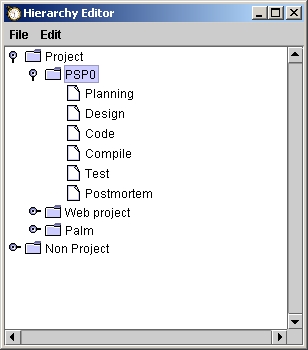 Hierarchy Editor
File Edit
Project
PSP0
Planning
Design
Code
Compile
Test
Postmortem
Web project
Palm
Non Project